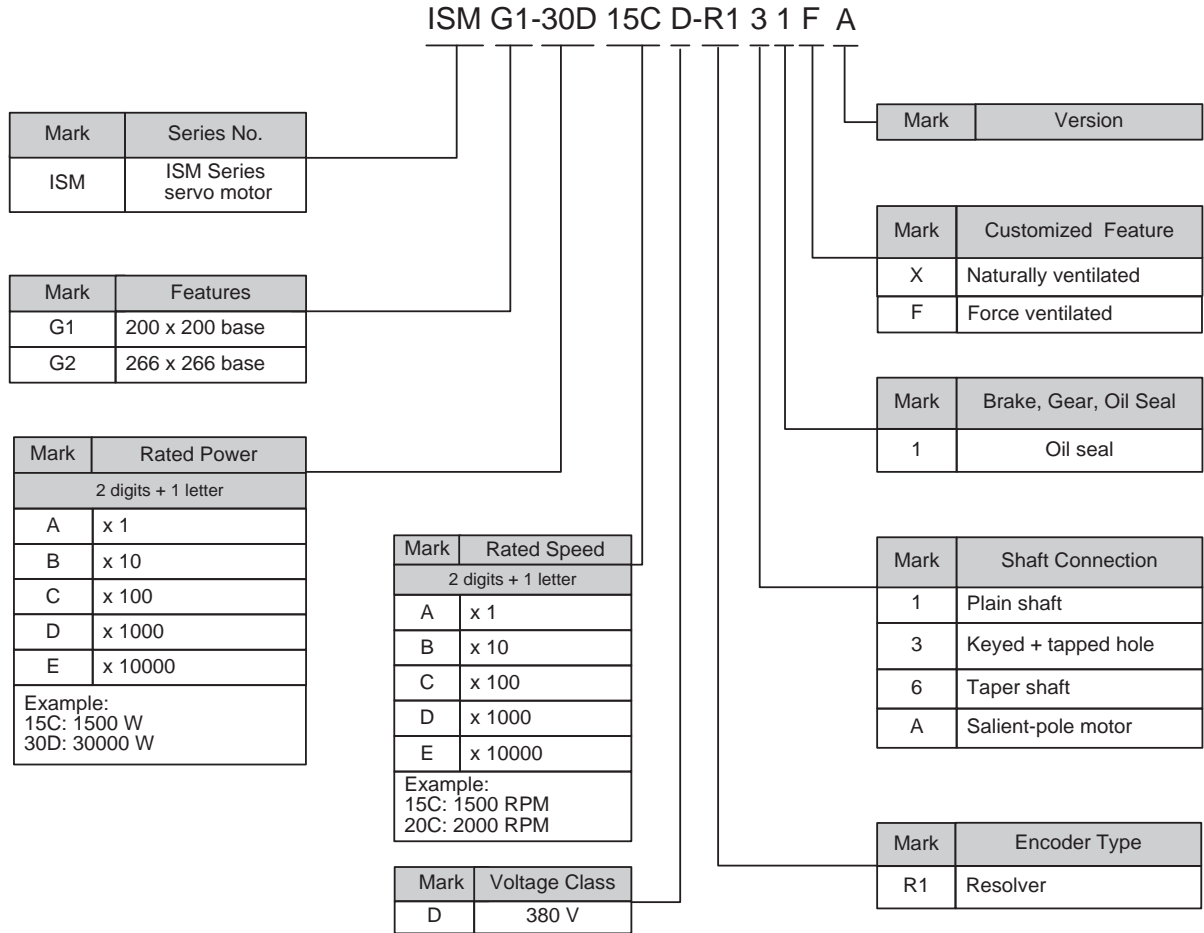 ISM G1-30D 15C D-R1 3 1 F A
Mark Series No.
ISM ISM Series
servo motor
Mark Features
G1 200 x 200 base
G2 266 x 266 base
Mark Rated Power
2 digits + 1 letter
A x 1
B x 10
C x 100
D x 1000
E x 10000
Example:
15C: 1500 W
30D: 30000 W
Mark Rated Speed
2 digits + 1 letter
A x 1
B x 10
C x 100
D x 1000
E x 10000
Example:
15C: 1500 RPM
20C: 2000 RPM
Mark Voltage Class
D 380 V
Mark Version
Mark Customized Feature
X Naturally ventilated
F Force ventilated
Mark Brake, Gear, Oil Seal
1 Oil seal
Mark Shaft Connection
1 Plain shaft
3 Keyed + tapped hole
6 Taper shaft
A Salient-pole motor
Mark Encoder Type
R1 Resolver